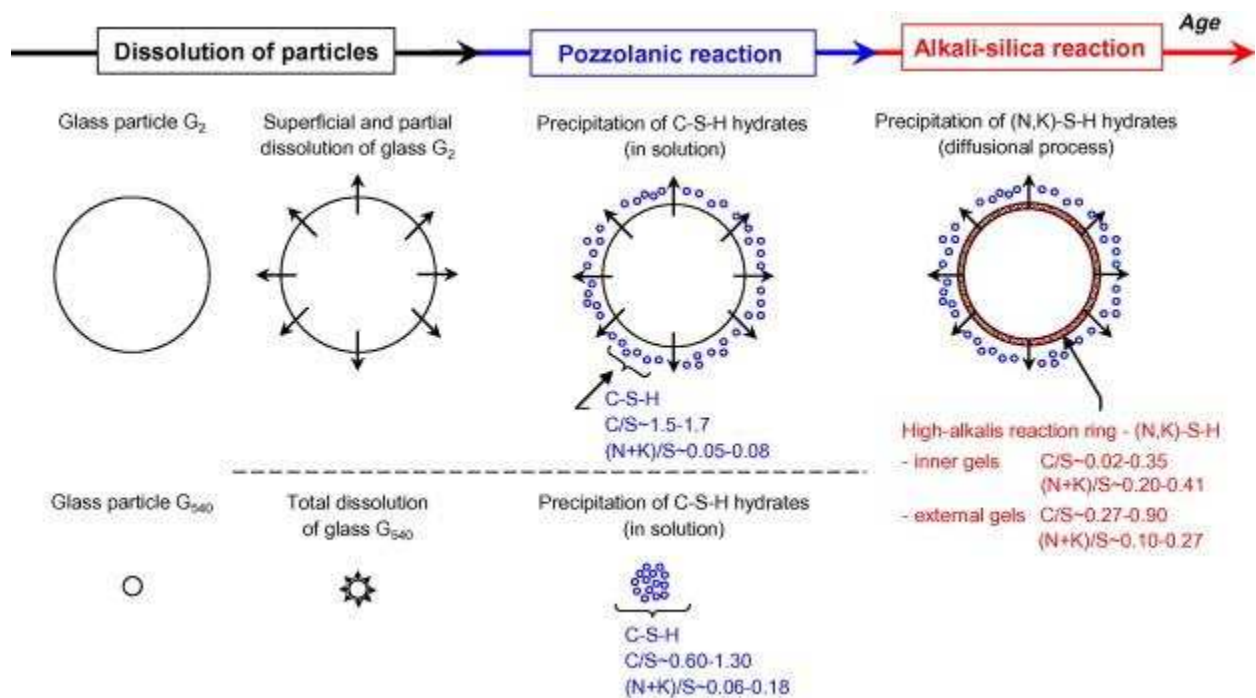 Age
Dissolution of particles
Pozzolanic reaction
Alkali-silica reaction
Glass particle G₂
Superficial and partial
dissolution of glass G₂
Precipitation of C-S-H hydrates
(in solution)
Precipitation of (N,K)-S-H hydrates
(diffusional process)
C-S-H
C/S~1.5-1.7
(N+K)/S~0.05-0.08
High-alkalis reaction ring - (N,K)-S-H
- inner gels C/S~0.02-0.35
(N+K)/S~0.20-0.41
- external gels C/S~0.27-0.90
(N+K)/S~0.10-0.27
Glass particle G₅₄₀
Total dissolution
of glass G₅₄₀
Precipitation of C-S-H hydrates
(in solution)
C-S-H
C/S~0.60-1.30
(N+K)/S~0.06-0.18